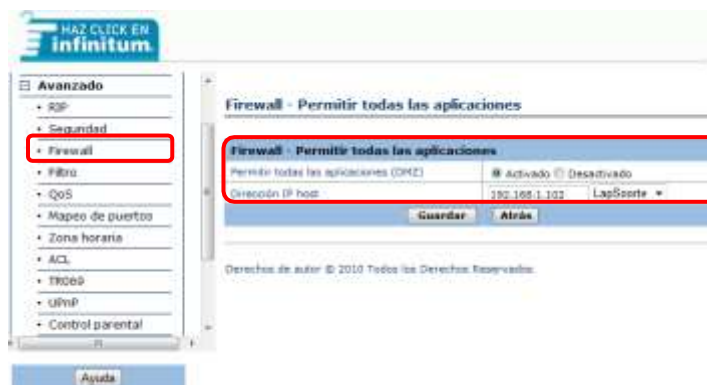 HAZ CLICK EN
infinitum
Avanzado
RIP
Seguridad
Firewall
Filtro
QoS
Mapeo de puertos
Zona horaria
ACL
TR069
UPnP
Control parental
Ayuda
Firewall - Permitir todas las aplicaciones
Firewall - Permitir todas las aplicaciones
Permitir todas las aplicaciones (DMZ) Activado Desactivado
Dirección IP host 192.168.1.102 LapSoorte
Guardar Atrás
Derechos de autor © 2010 Todos los Derechos Reservados.